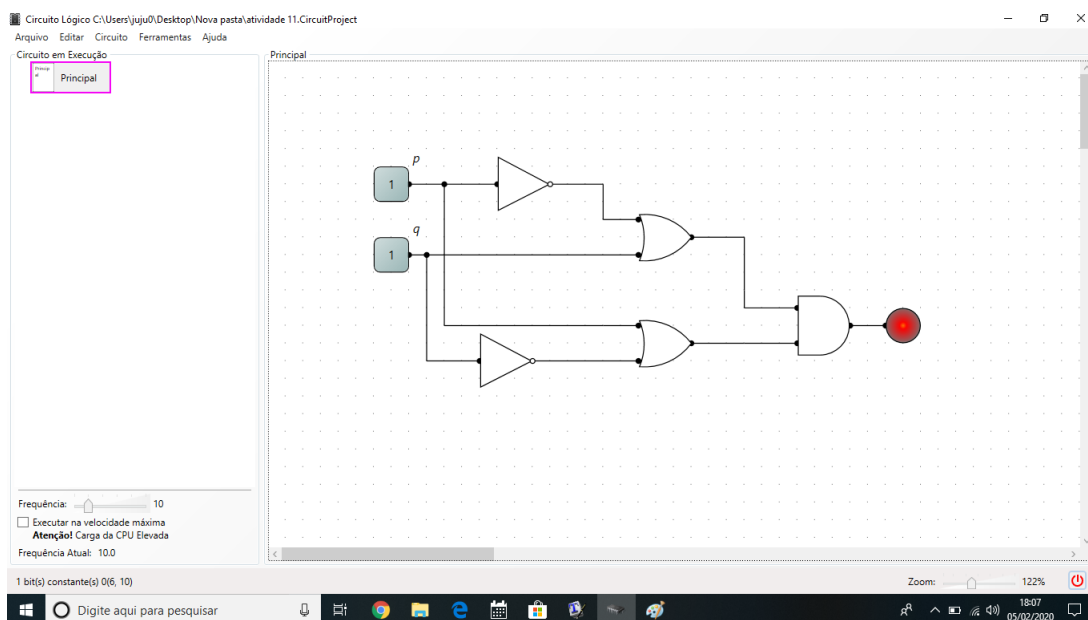 Circuito Lógico C:\Users\juju0\Desktop\Nova pasta\atividade 11.CircuitProject
Arquivo Editar Circuito Ferramentas Ajuda
Circuito em Execução
Principal
Principal
p
1
q
1
Frequência: 10
Executar na velocidade máxima
Atenção! Carga da CPU Elevada
Frequência Atual: 10.0
1 bit(s) constante(s) 0(6, 10)
Zoom: 122%
Digite aqui para pesquisar
18:07
05/02/2020